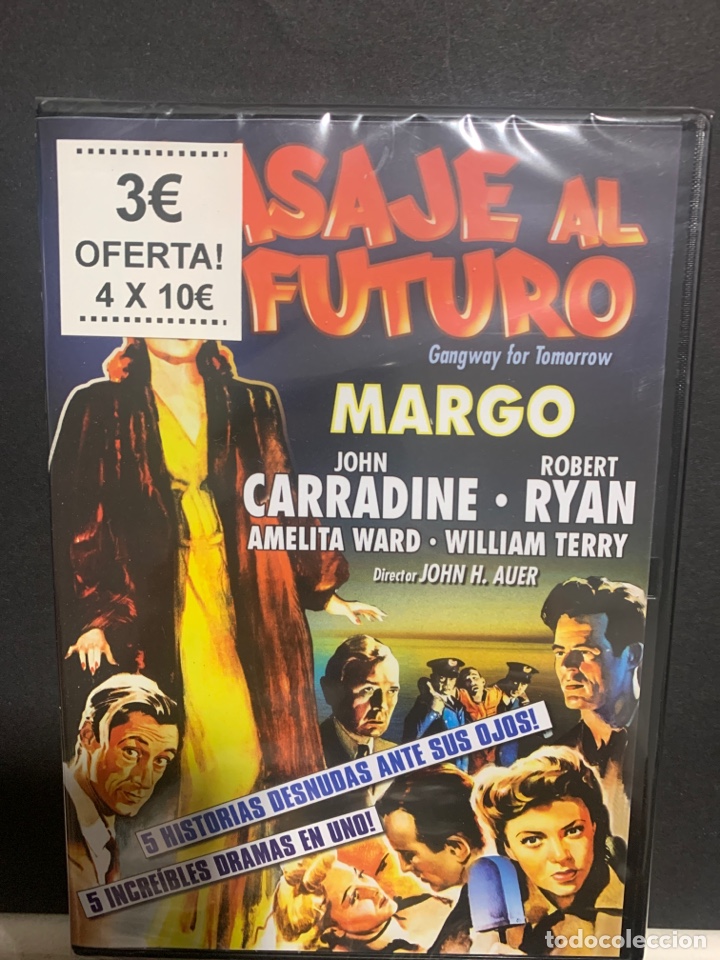 3€
OFERTA!
4 X 10€
ASAJE AL
FUTURO
Gangway for Tomorrow
MARGO
JOHN ROBERT
CARRADINE · RYAN
AMELITA WARD · WILLIAM TERRY
Director JOHN H. AUER
5 HISTORIAS DESNUDAS ANTE SUS OJOS!
5 INCREÍBLES DRAMAS EN UNO!
todocoleccion